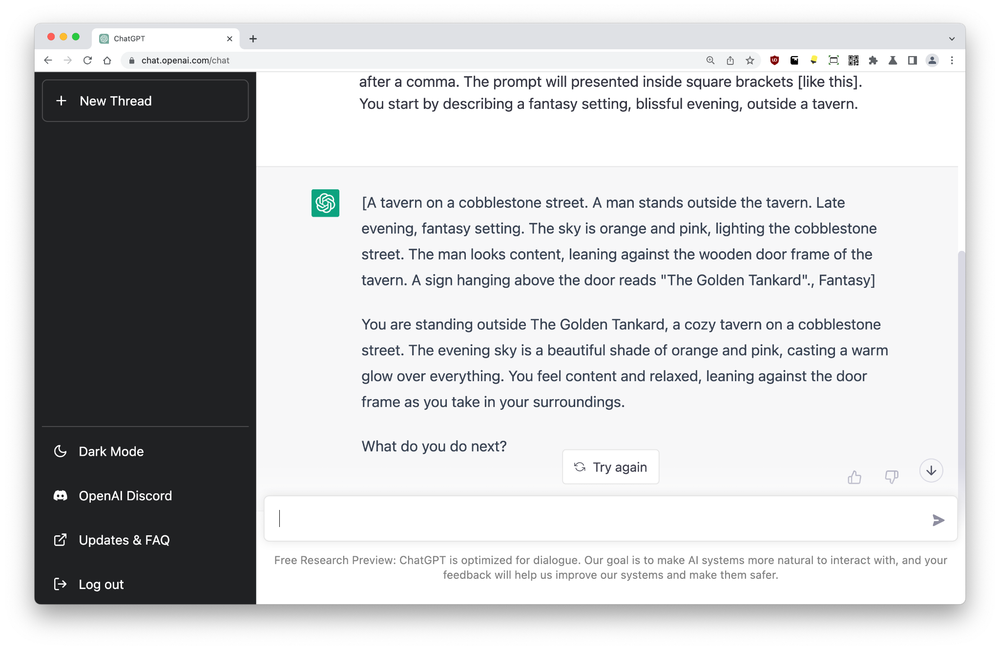 ChatGPT
chat.openai.com/chat
New Thread
after a comma. The prompt will presented inside square brackets [like this].
You start by describing a fantasy setting, blissful evening, outside a tavern.
[A tavern on a cobblestone street. A man stands outside the tavern. Late
evening, fantasy setting. The sky is orange and pink, lighting the cobblestone
street. The man looks content, leaning against the wooden door frame of the
tavern. A sign hanging above the door reads "The Golden Tankard"., Fantasy]
You are standing outside The Golden Tankard, a cozy tavern on a cobblestone
street. The evening sky is a beautiful shade of orange and pink, casting a warm
glow over everything. You feel content and relaxed, leaning against the door
frame as you take in your surroundings.
What do you do next?
Try again
Dark Mode
OpenAI Discord
Updates & FAQ
Log out
Free Research Preview: ChatGPT is optimized for dialogue. Our goal is to make AI systems more natural to interact with, and your
feedback will help us improve our systems and make them safer.